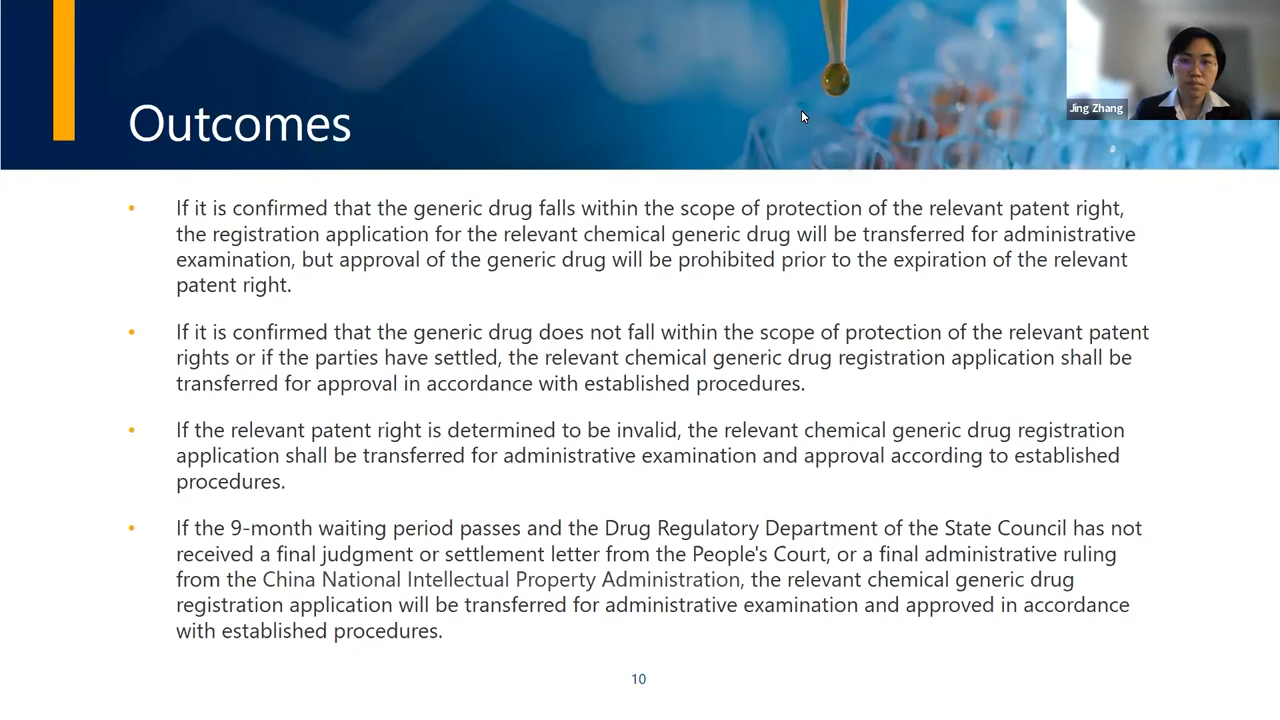 Outcomes
Jing Zhang
• If it is confirmed that the generic drug falls within the scope of protection of the relevant patent right,
the registration application for the relevant chemical generic drug will be transferred for administrative
examination, but approval of the generic drug will be prohibited prior to the expiration of the relevant
patent right.
• If it is confirmed that the generic drug does not fall within the scope of protection of the relevant patent
rights or if the parties have settled, the relevant chemical generic drug registration application shall be
transferred for approval in accordance with established procedures.
• If the relevant patent right is determined to be invalid, the relevant chemical generic drug registration
application shall be transferred for administrative examination and approval according to established
procedures.
• If the 9-month waiting period passes and the Drug Regulatory Department of the State Council has not
received a final judgment or settlement letter from the People's Court, or a final administrative ruling
from the China National Intellectual Property Administration, the relevant chemical generic drug
registration application will be transferred for administrative examination and approved in accordance
with established procedures.
10